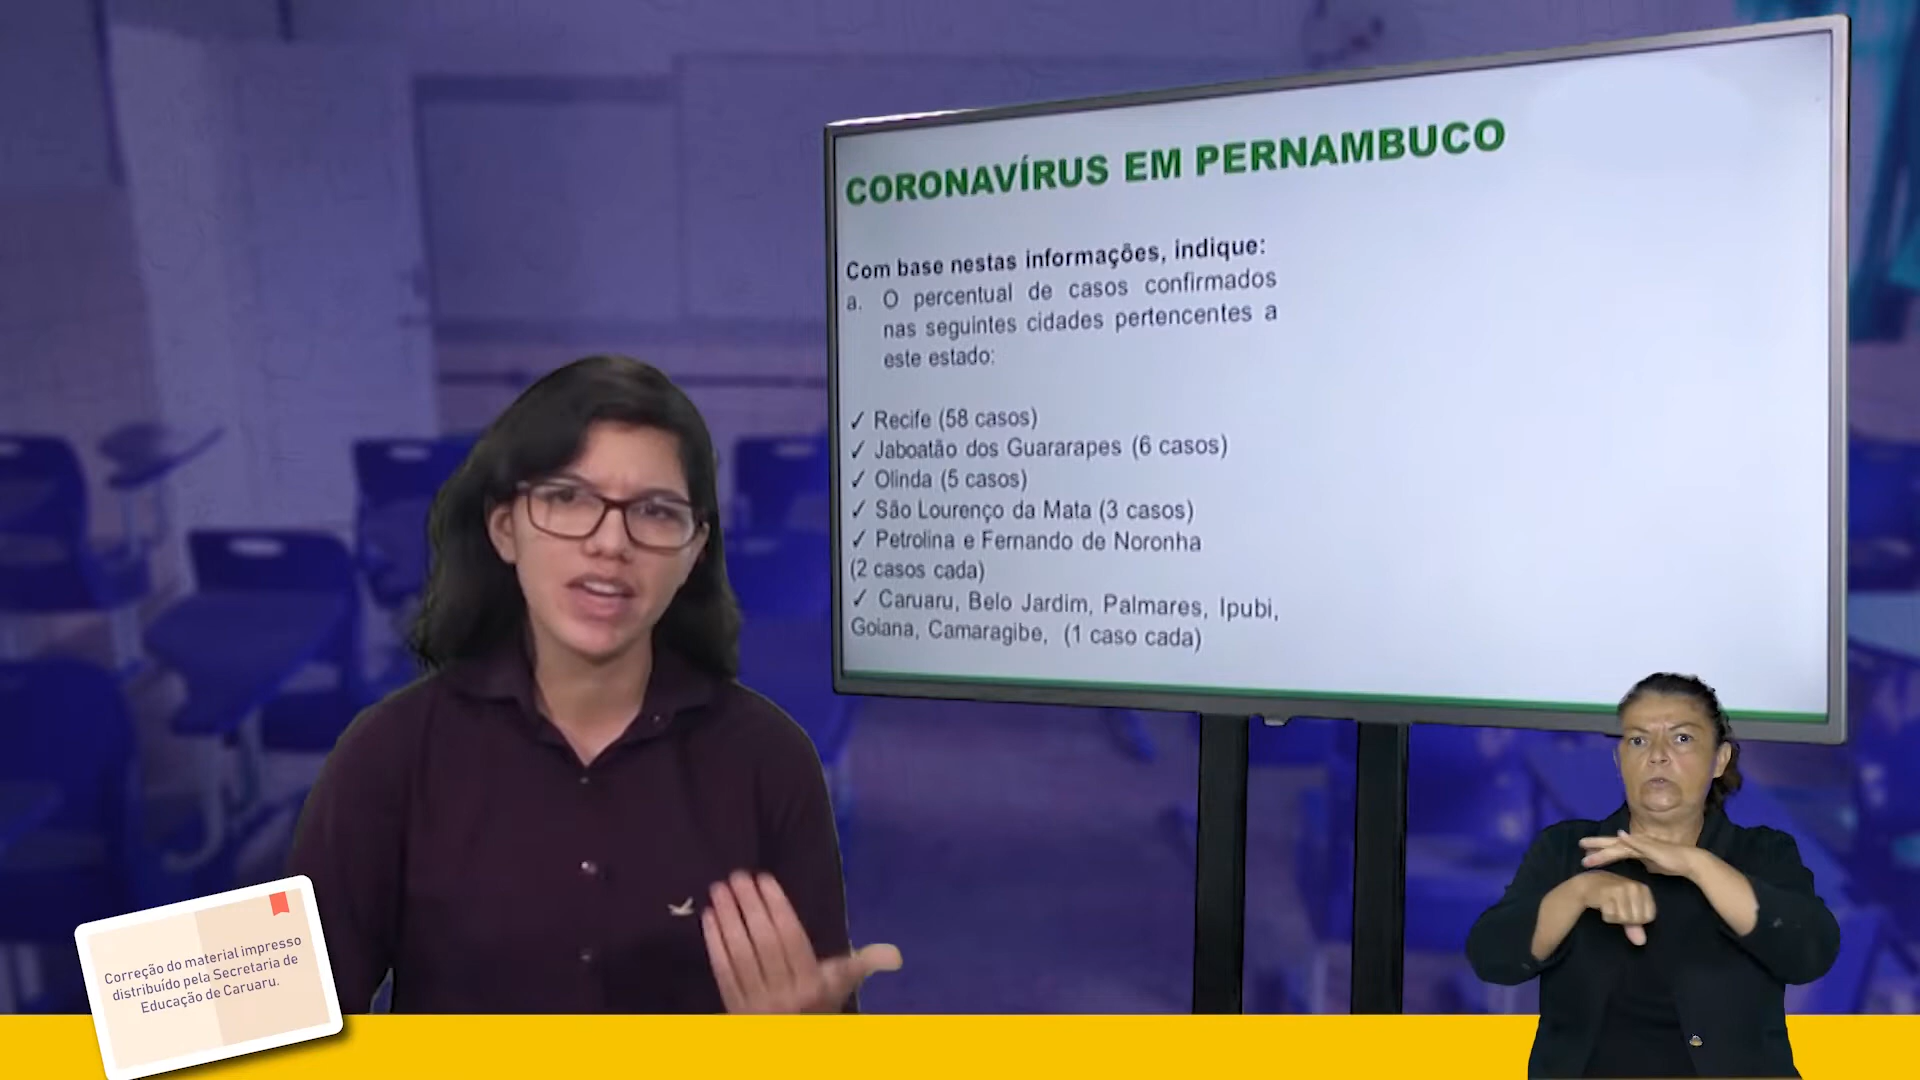 CORONAVÍRUS EM PERNAMBUCO
Com base nestas informações, indique:
a. O percentual de casos confirmados
nas seguintes cidades pertencentes a
este estado:
✓ Recife (58 casos)
✓ Jaboatão dos Guararapes (6 casos)
✓ Olinda (5 casos)
✓ São Lourenço da Mata (3 casos)
✓ Petrolina e Fernando de Noronha
(2 casos cada)
✓ Caruaru, Belo Jardim, Palmares, Ipubi,
Goiana, Camaragibe, (1 caso cada)
Correção do material impresso
distribuído pela Secretaria de
Educação de Caruaru.